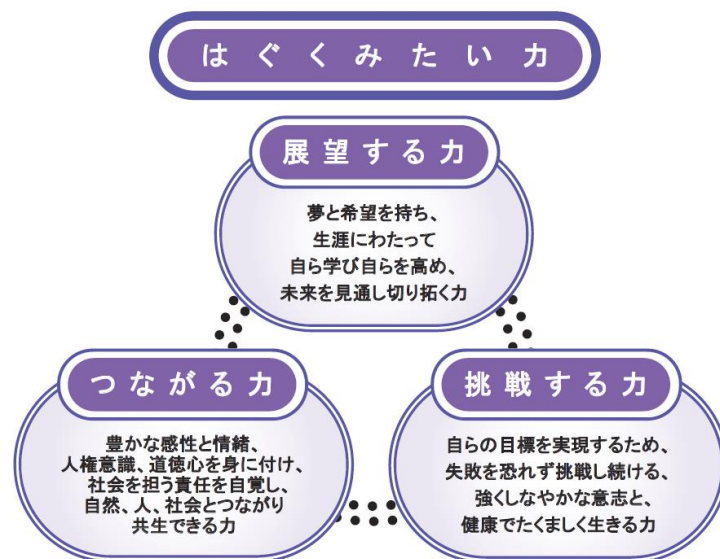 はぐくみたい力
展望する力
夢と希望を持ち、
生涯にわたって
自ら学び自らを高め、
未来を見通し切り拓く力
つながる力
豊かな感性と情緒、
人権意識、道徳心を身に付け、
社会を担う責任を自覚し、
自然、人、社会とつながり
共生できる力
挑戦する力
自らの目標を実現するため、
失敗を恐れず挑戦し続ける、
強くしなやかな意志と、
健康でたくましく生きる力